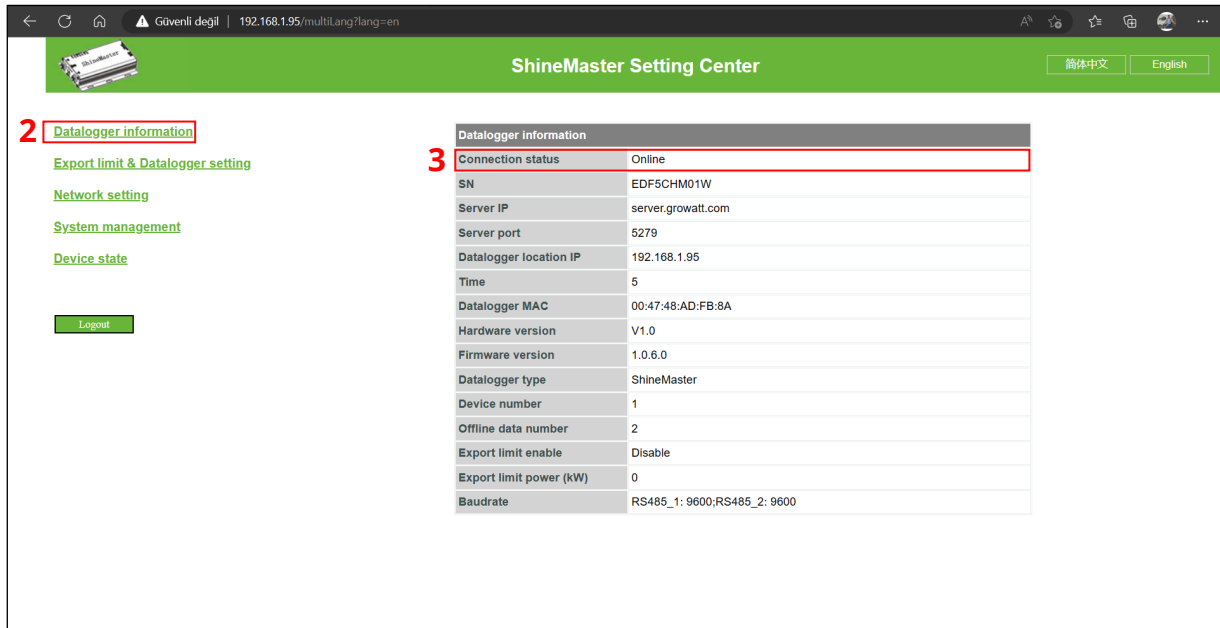 Güvenli değil | 192.168.1.95/multiLang?lang=en
ShineMaster
ShineMaster Setting Center
简体中文 English
2 Datalogger information
Export limit & Datalogger setting
Network setting
System management
Device state
Logout
Datalogger information
3 Connection status Online
SN EDF5CHM01W
Server IP server.growatt.com
Server port 5279
Datalogger location IP 192.168.1.95
Time 5
Datalogger MAC 00:47:48:AD:FB:8A
Hardware version V1.0
Firmware version 1.0.6.0
Datalogger type ShineMaster
Device number 1
Offline data number 2
Export limit enable Disable
Export limit power (kW) 0
Baudrate RS485_1: 9600;RS485_2: 9600